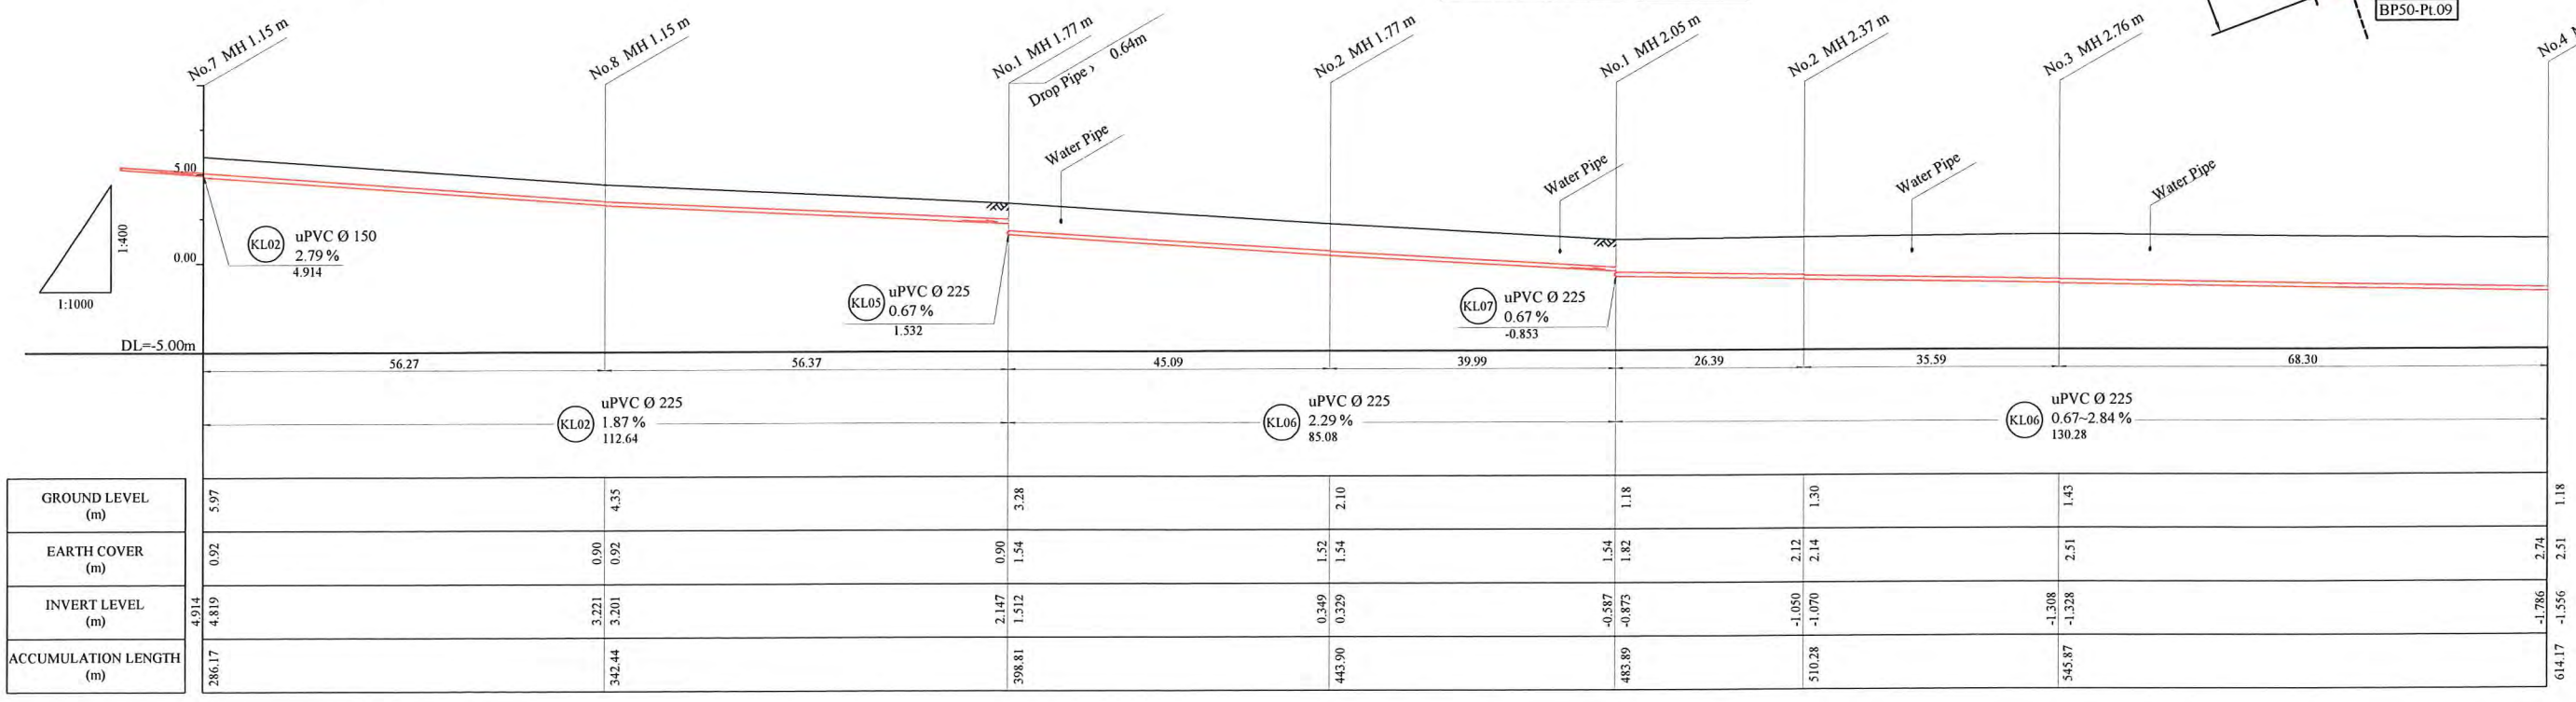 BP50-Pt.09
No.7 MH 1.15 m
No.8 MH 1.15 m
No.1 MH 1.77 m
Drop Pipe > 0.64m
No.2 MH 1.77 m
No.1 MH 2.05 m
No.2 MH 2.37 m
No.3 MH 2.76 m
No.4
Water Pipe
Water Pipe
Water Pipe
Water Pipe
5.00
0.00
DL=-5.00m
1:400
1:1000
KL02
uPVC Ø 150
2.79 %
4.914
KL05
uPVC Ø 225
0.67 %
1.532
KL07
uPVC Ø 225
0.67 %
-0.853
56.27 56.37 45.09 39.99 26.39 35.59 68.30
KL02
uPVC Ø 225
1.87 %
112.64
KL06
uPVC Ø 225
2.29 %
85.08
KL06
uPVC Ø 225
0.67~2.84 %
130.28
GROUND LEVEL
(m)
5.97 4.35 3.28 2.10 1.18 1.30 1.43 1.18
EARTH COVER
(m)
0.92 0.90 0.92 0.90 1.54 1.52 1.54 1.54 1.82 2.12 2.14 2.51 2.74 2.51
INVERT LEVEL
(m)
4.914 4.819 3.221 3.201 2.147 1.512 0.349 0.329 -0.587 -0.873 -1.050 -1.070 -1.308 -1.328 -1.786 -1.556
ACCUMULATION LENGTH
(m)
286.17 342.44 398.81 443.90 483.89 510.28 545.87 614.17